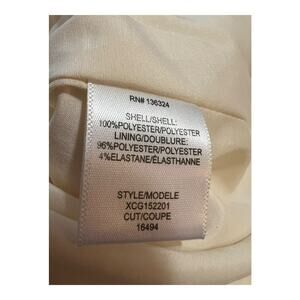 RN# 136324
SHELL/SHELL:
100%POLYESTER/POLYESTER
LINING/DOUBLURE:
96%POLYESTER/POLYESTER
4%ELASTANE/ÉLASTHANNE
STYLE/MODELE
XCG152201
CUT/COUPE
16494